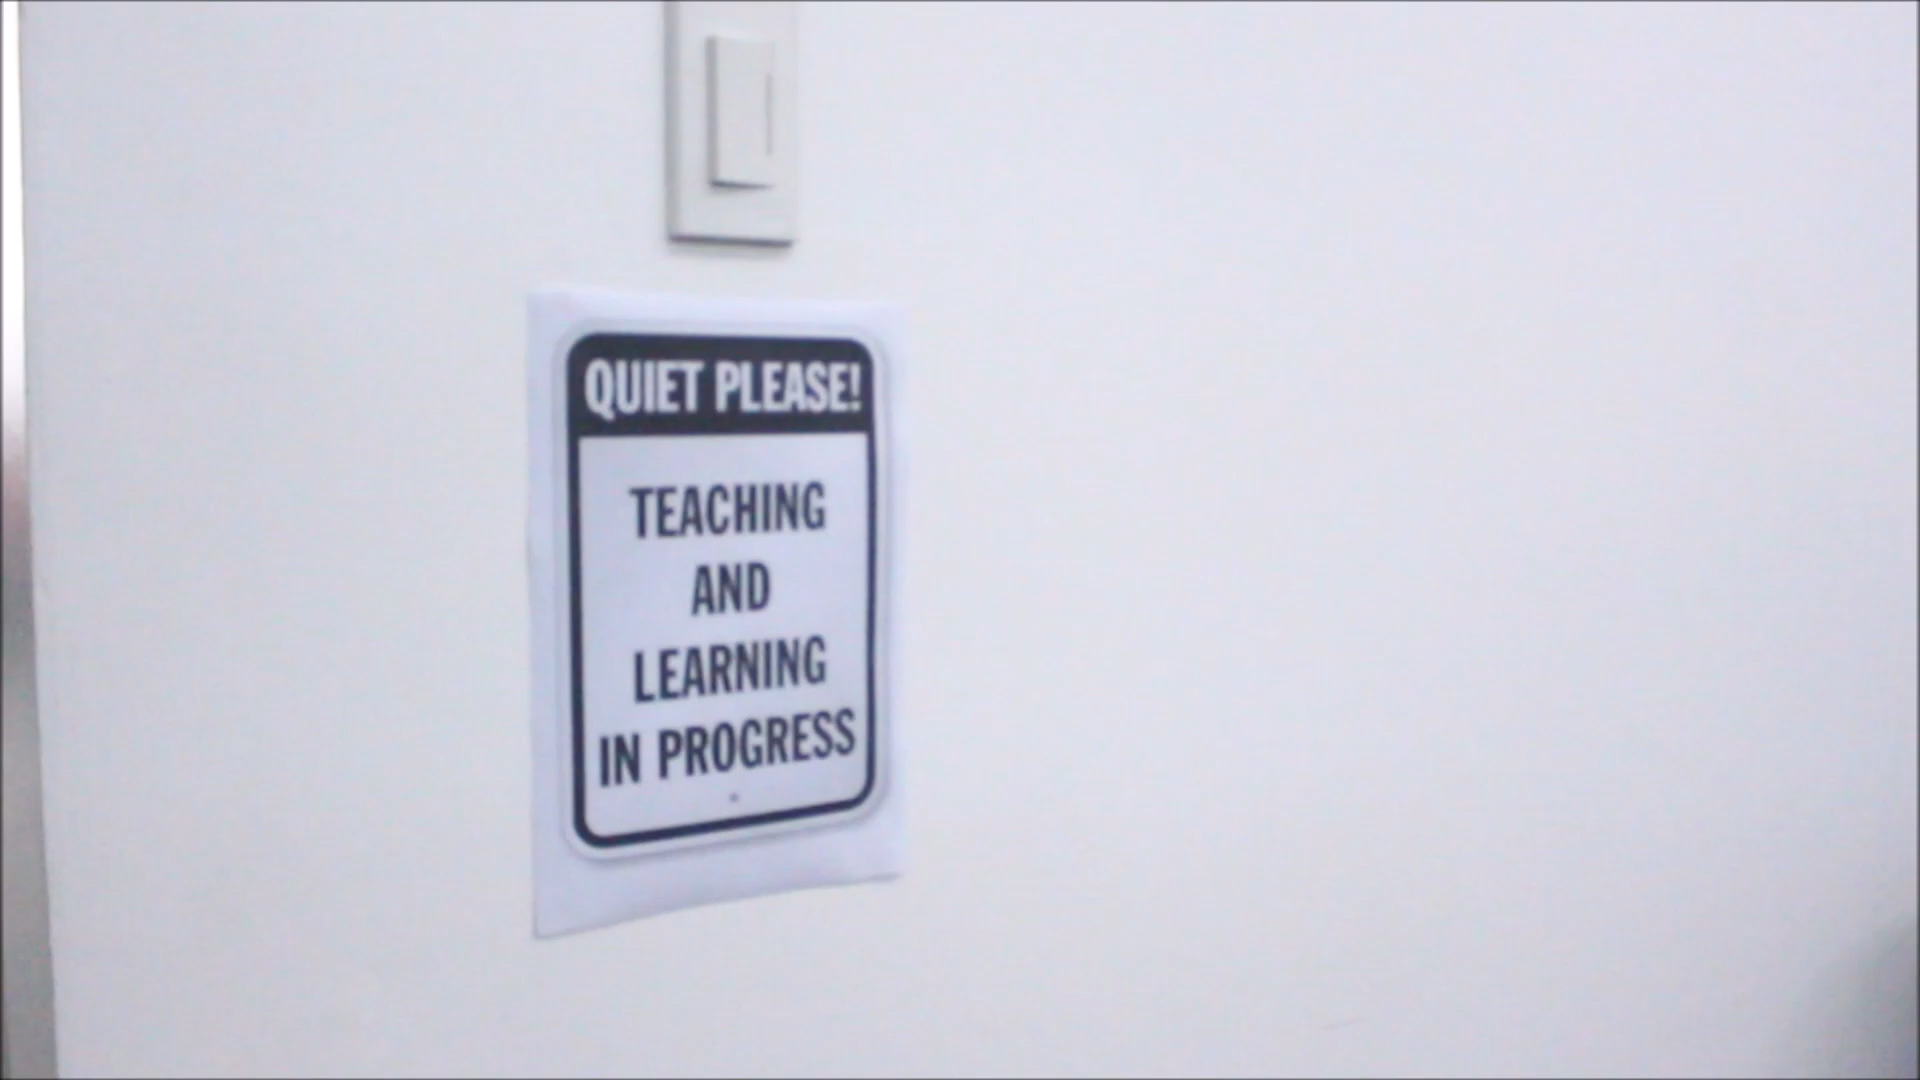 QUIET PLEASE!
TEACHING
AND
LEARNING
IN PROGRESS